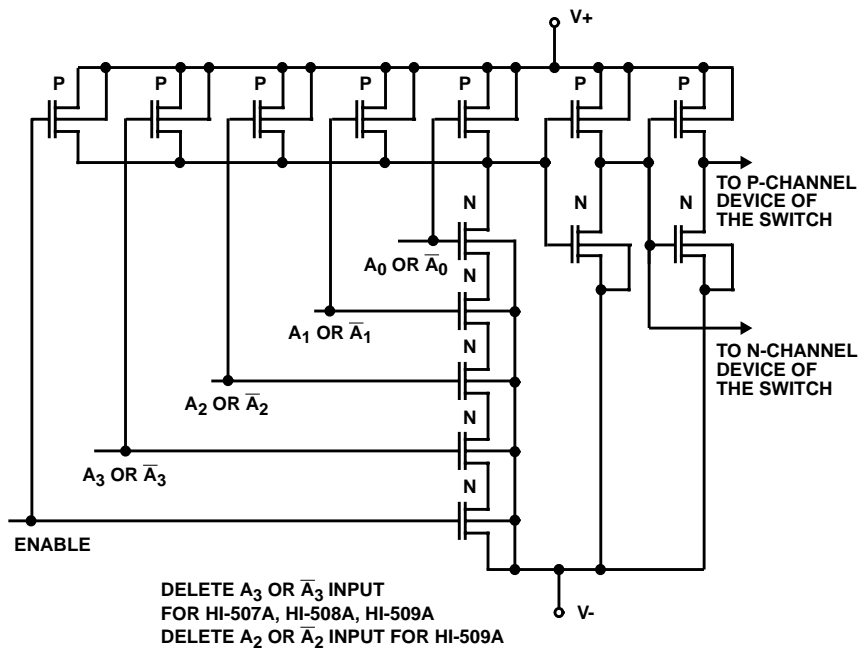 V+
P P P P P P P
TO P-CHANNEL
DEVICE OF
THE SWITCH
N N N
A0 OR A̅0
N
A1 OR A̅1
TO N-CHANNEL
DEVICE OF
THE SWITCH
N
A2 OR A̅2
N
A3 OR A̅3
N
ENABLE
DELETE A3 OR A̅3 INPUT
FOR HI-507A, HI-508A, HI-509A
DELETE A2 OR A̅2 INPUT FOR HI-509A
V-